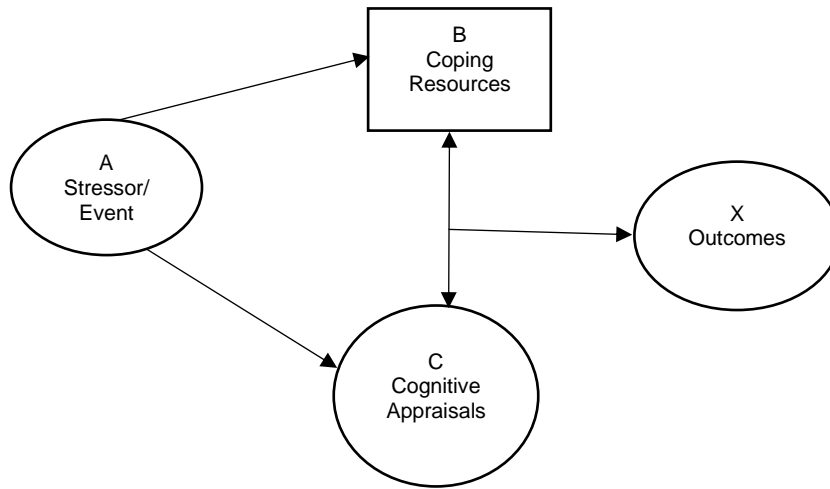 B
Coping
Resources
A
Stressor/
Event
X
Outcomes
C
Cognitive
Appraisals